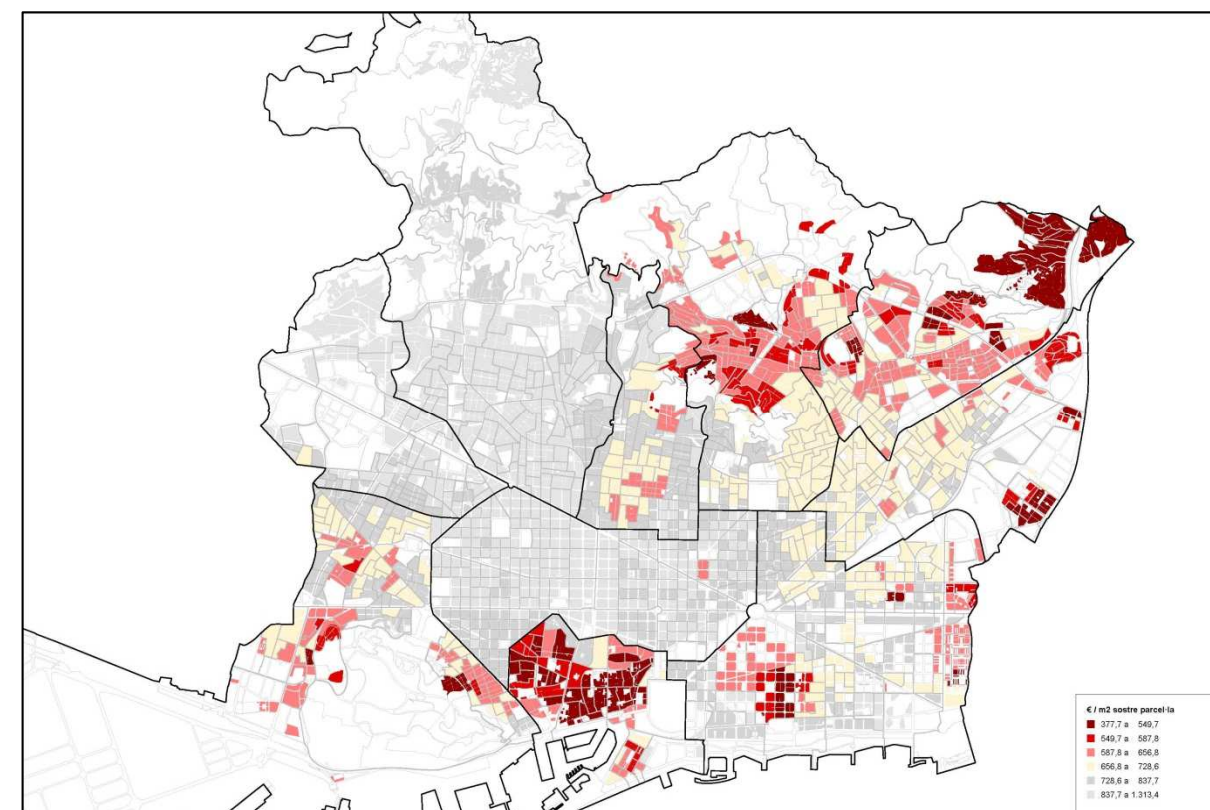 € / m2 sostre parcel·la
377,7 a 549,7
549,7 a 587,8
587,8 a 656,8
656,8 a 728,6
728,6 a 837,7
837,7 a 1.313,4